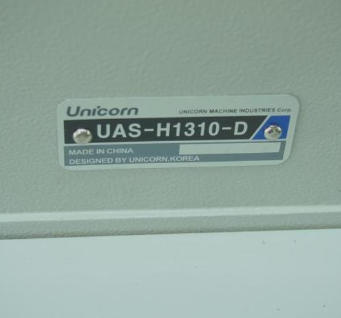 Unicorn UNICORN MACHINE INDUSTRIES Corp.
UAS-H1310-D
MADE IN CHINA
DESIGNED BY UNICORN.KOREA